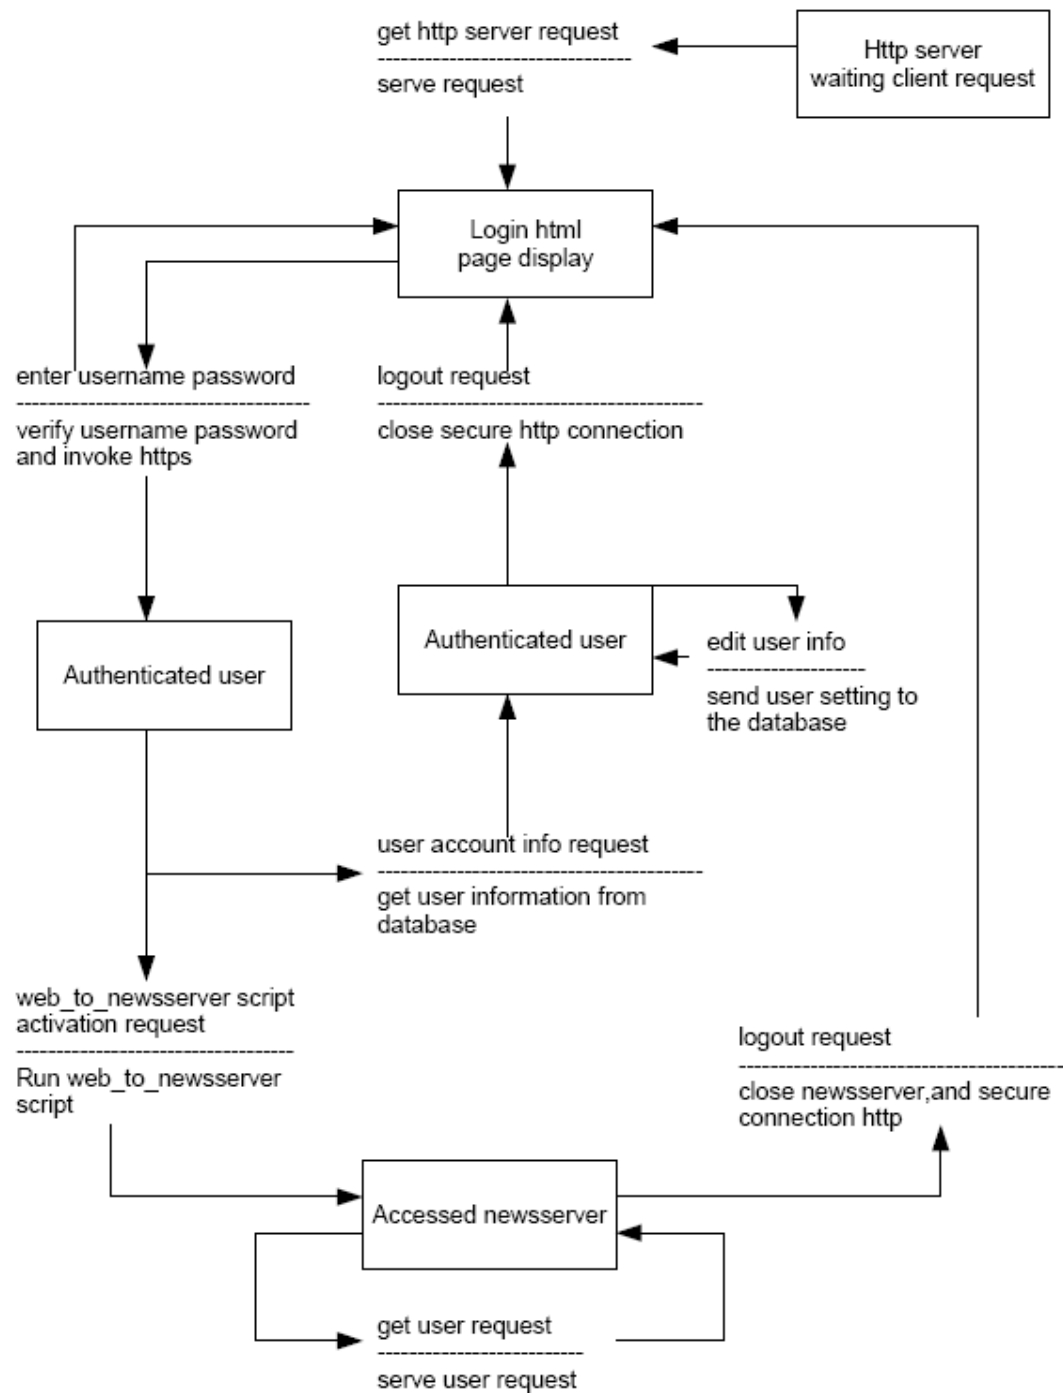 get http server request
serve request
Http server
waiting client request
Login html
page display
enter username password
verify username password
and invoke https
logout request
close secure http connection
Authenticated user
Authenticated user
edit user info
send user setting to
the database
user account info request
get user information from
database
web_to_newsserver script
activation request
Run web_to_newsserver
script
logout request
close newsserver,and secure
connection http
Accessed newsserver
get user request
serve user request